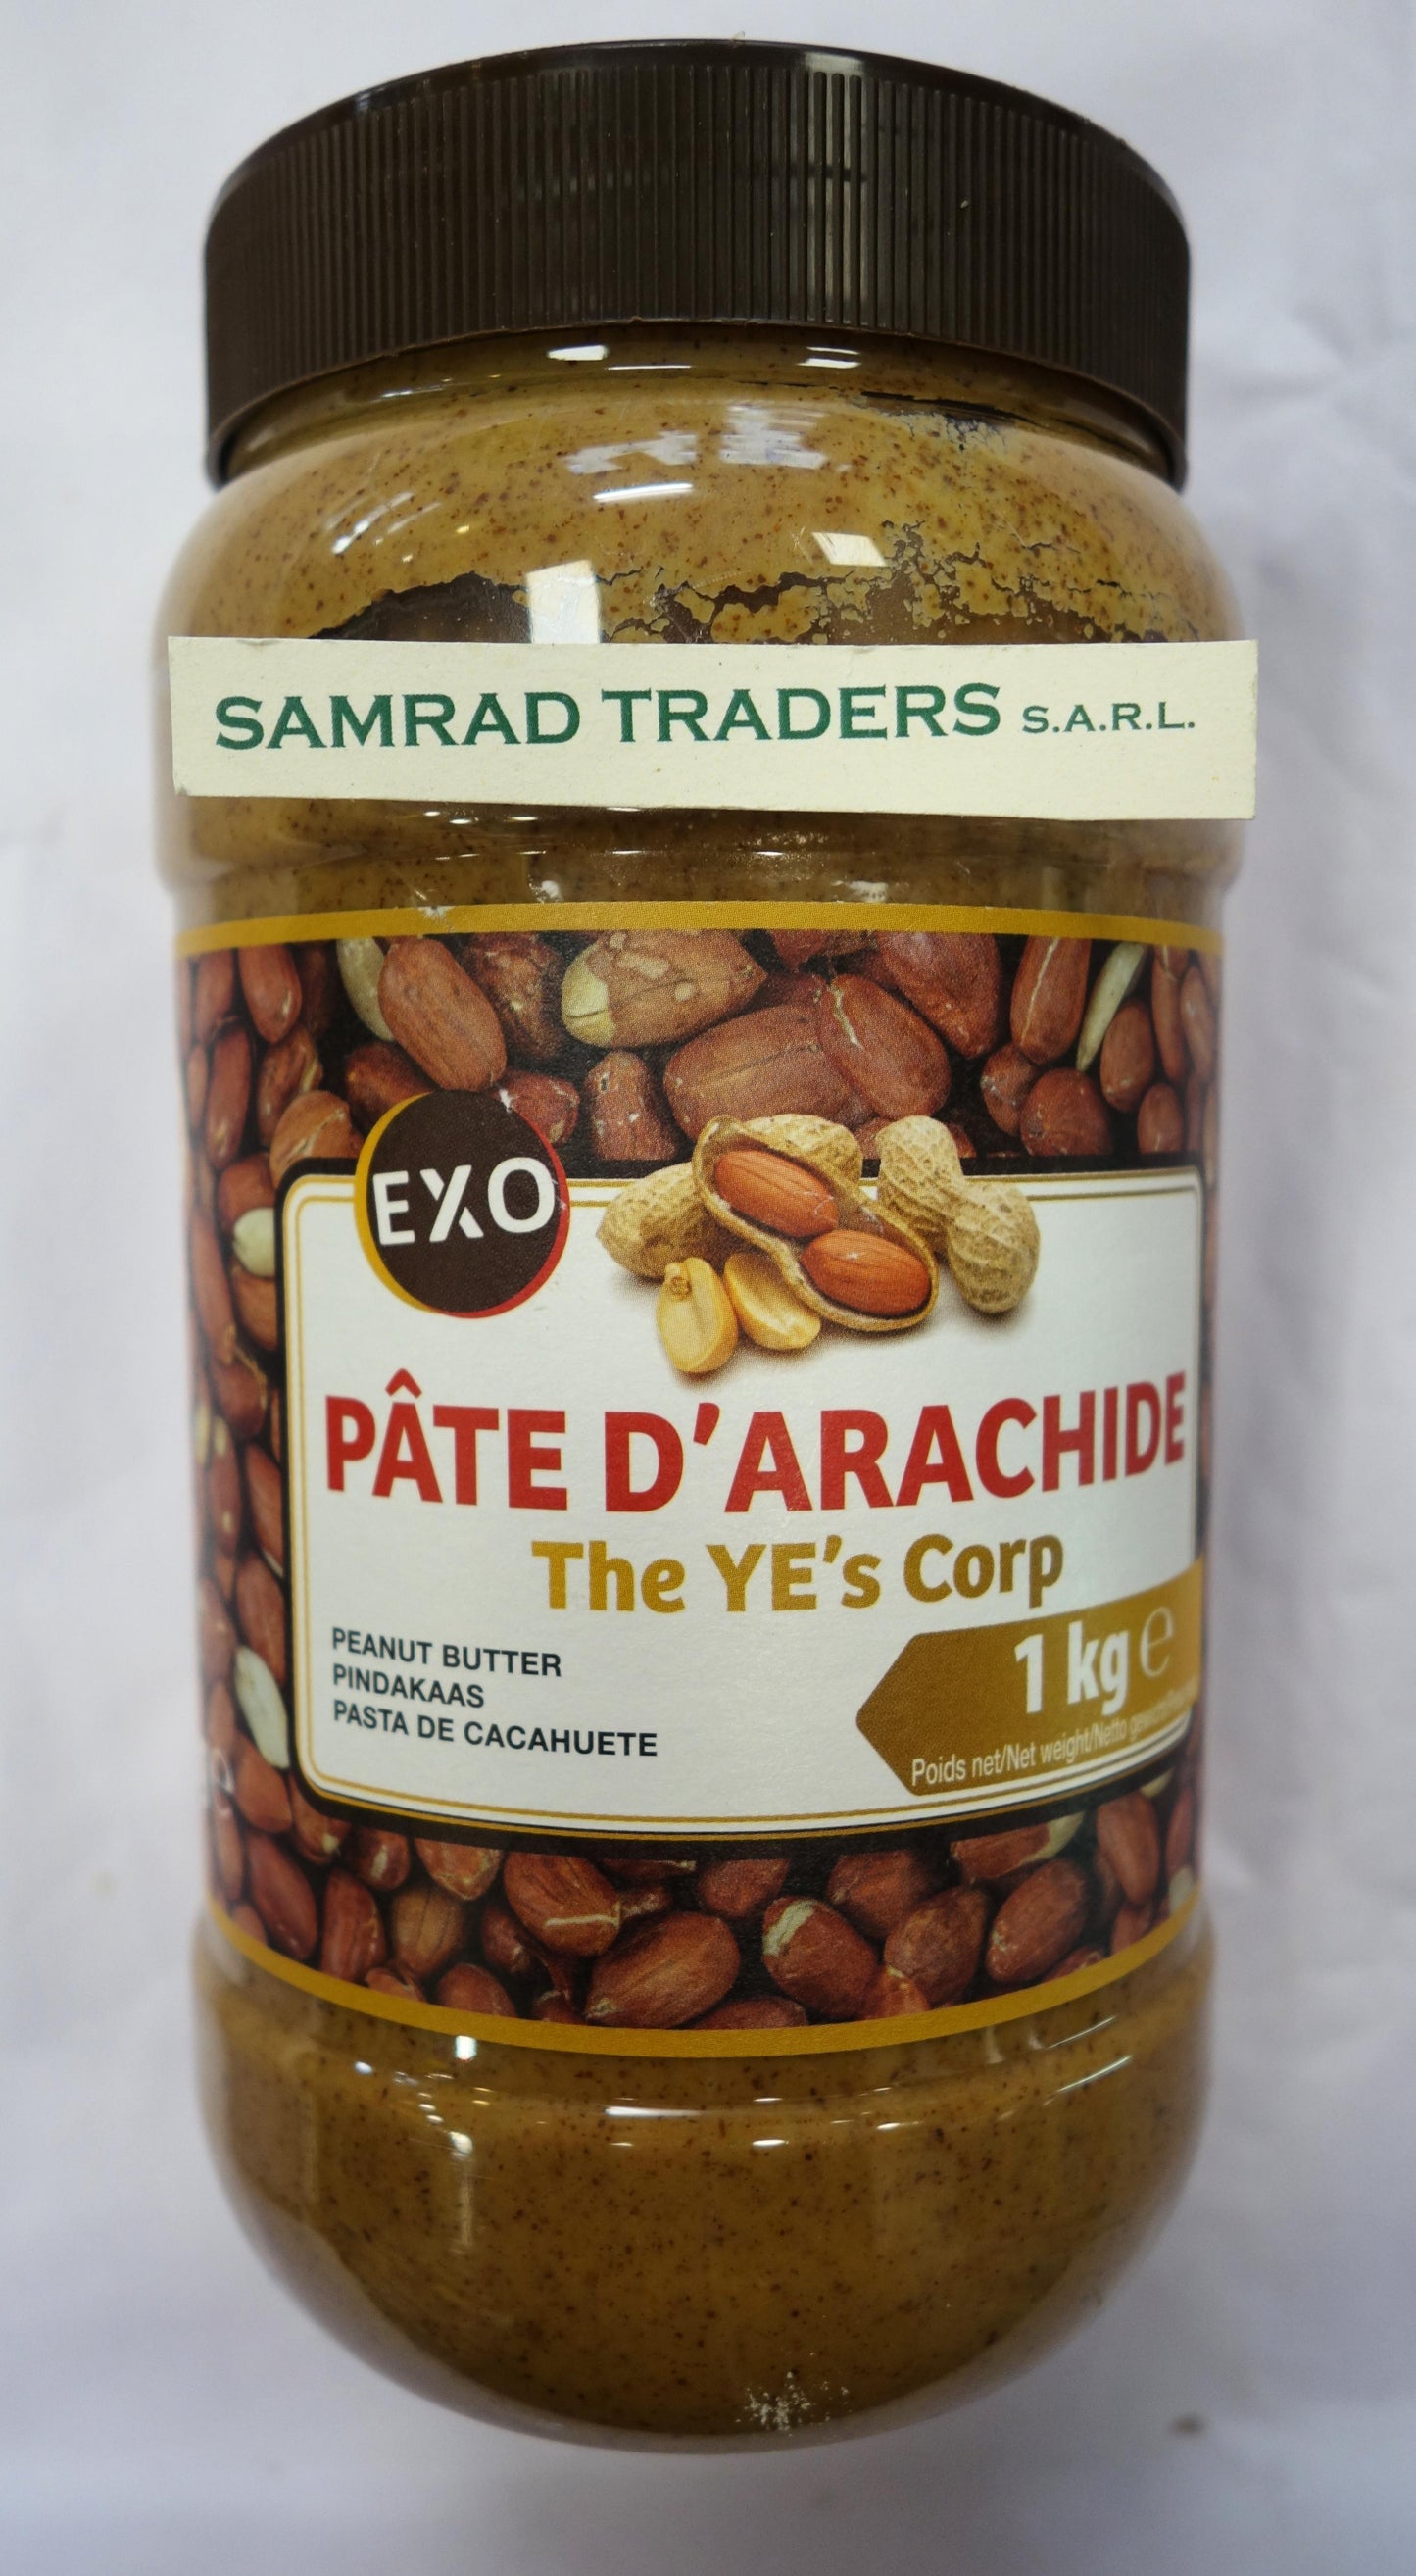 SAMRAD TRADERS S.A.R.L.
EXO
PÂTE D'ARACHIDE
The YE's Corp
PEANUT BUTTER
PINDAKAAS
PASTA DE CACAHUETE
1 kg ℮
Poids net/Net weight/Netto